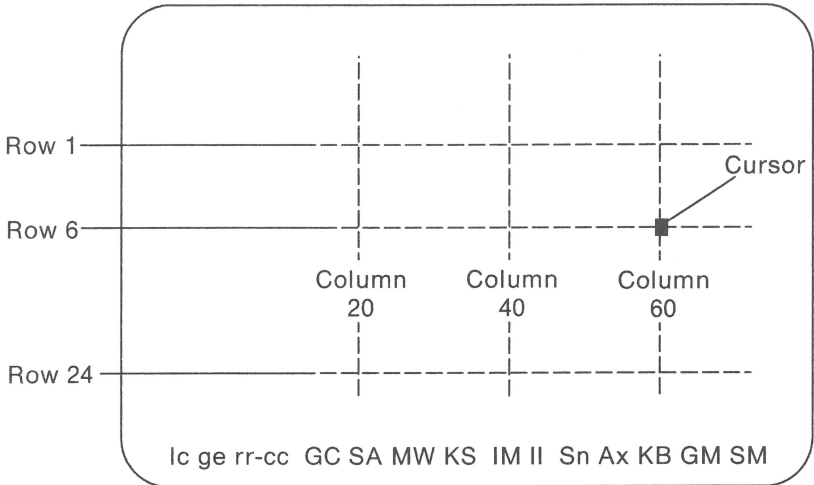 Row 1
Cursor
Row 6
Column 20
Column 40
Column 60
Row 24
Ic ge rr-cc GC SA MW KS IM II Sn Ax KB GM SM